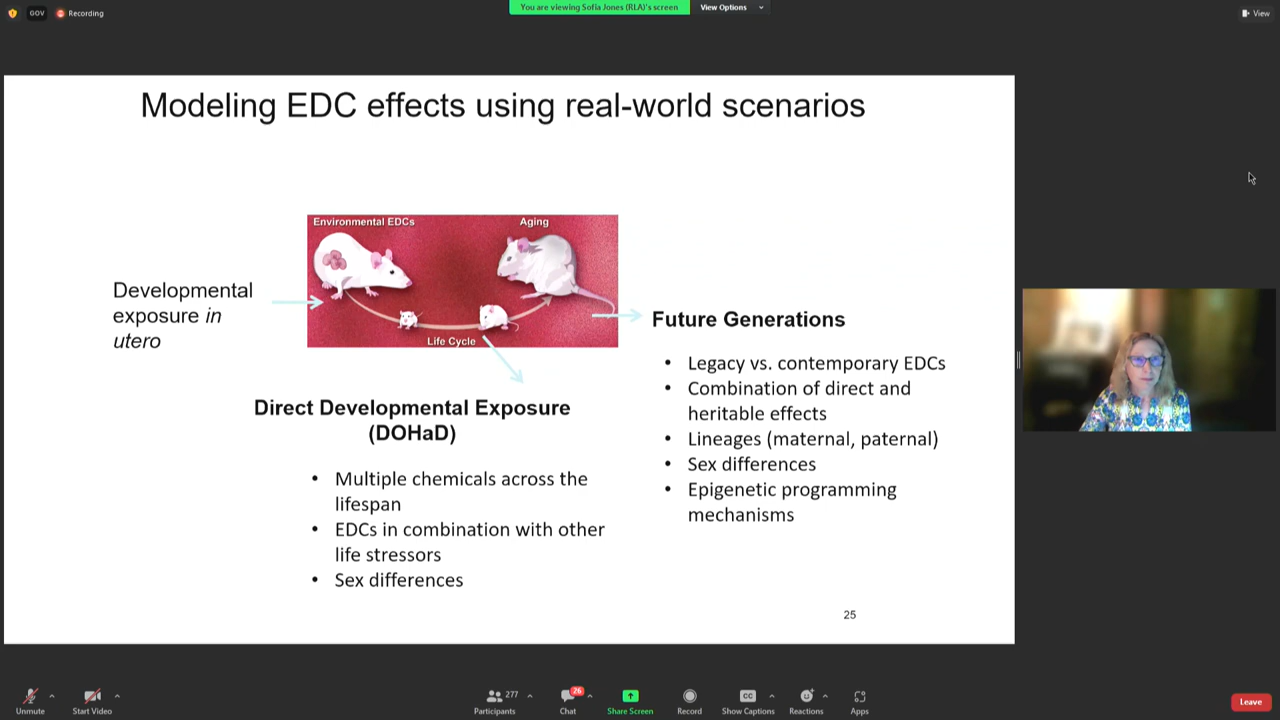 GOV
Recording
You are viewing Sofia Jones (RLA)'s screen
View Options
View
Modeling EDC effects using real-world scenarios
Environmental EDCs
Aging
Life Cycle
Developmental
exposure in
utero
Direct Developmental Exposure
(DOHaD)
• Multiple chemicals across the
lifespan
• EDCs in combination with other
life stressors
• Sex differences
Future Generations
• Legacy vs. contemporary EDCs
• Combination of direct and
heritable effects
• Lineages (maternal, paternal)
• Sex differences
• Epigenetic programming
mechanisms
25
Unmute
Start Video
277
Participants
26
Chat
Share Screen
Record
CC
Show Captions
Reactions
Apps
Leave